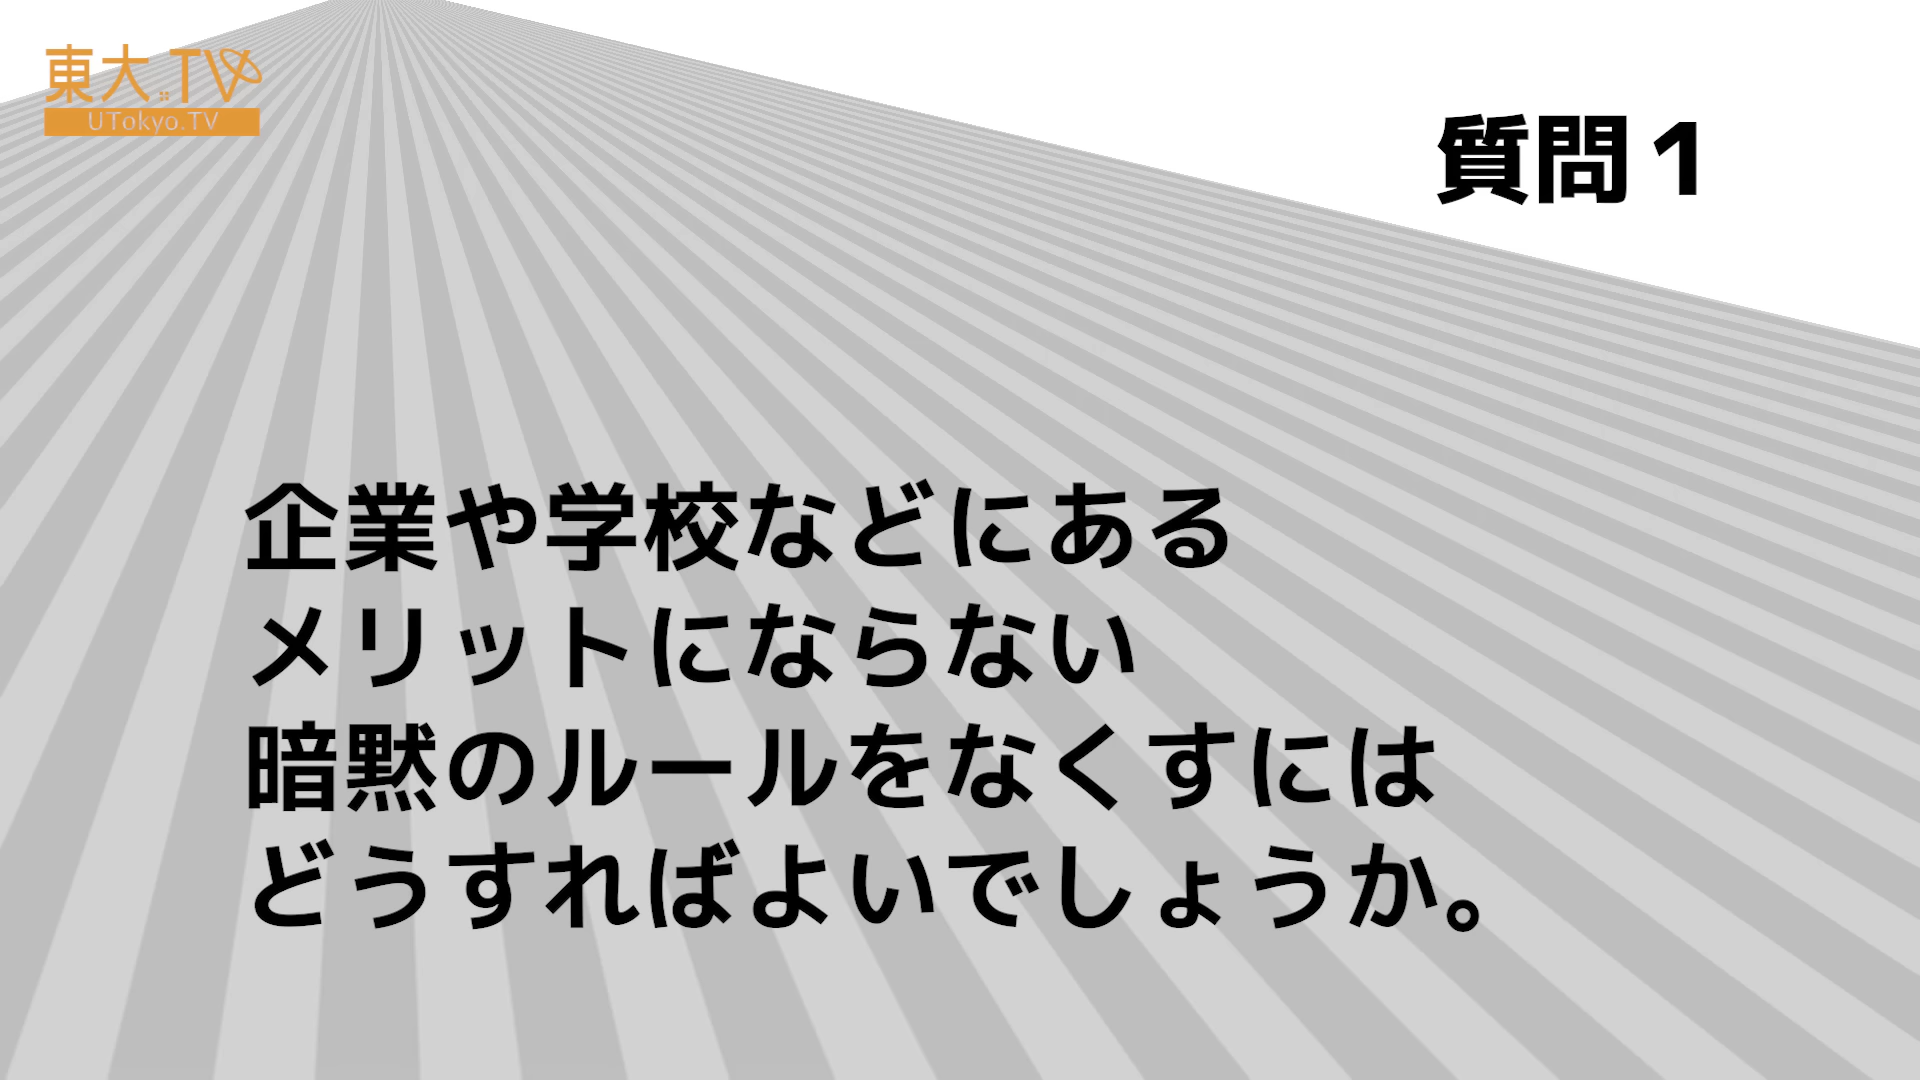 東大.TV
UTokyo.TV
質問1
企業や学校などにある
メリットにならない
暗黙のルールをなくすには
どうすればよいでしょうか。